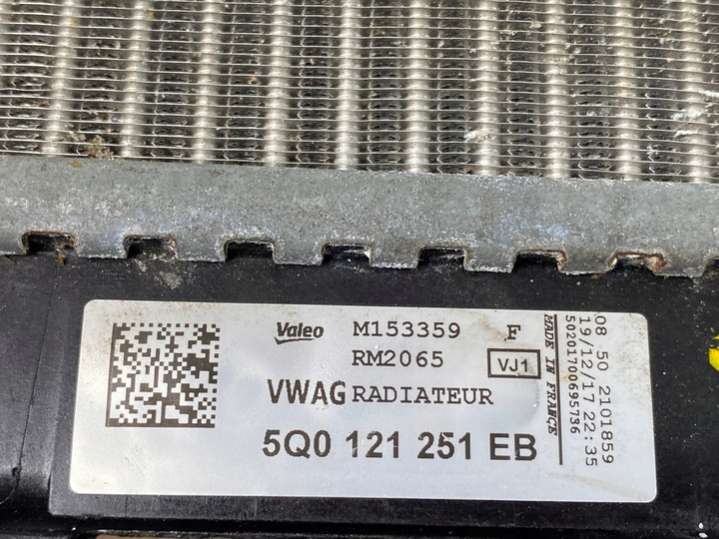 Valeo M153359 F
RM2065 VJ1
VWAG RADIATEUR
5Q0 121 251 EB
MADE IN FRANCE
50201700695736
19/12/17 22:35
08 50 2101859